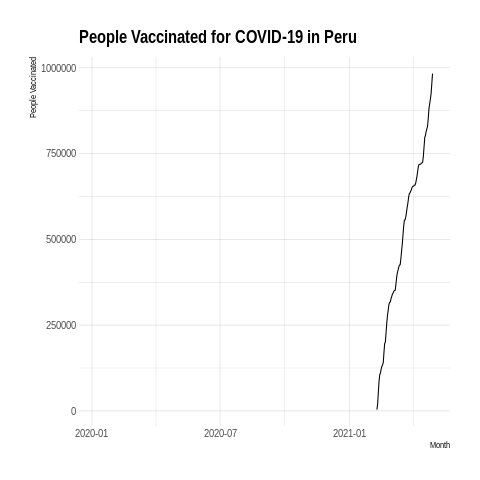 People Vaccinated for COVID-19 in Peru
People Vaccinated
1000000
750000
500000
250000
0
2020-01
2020-07
2021-01
Month